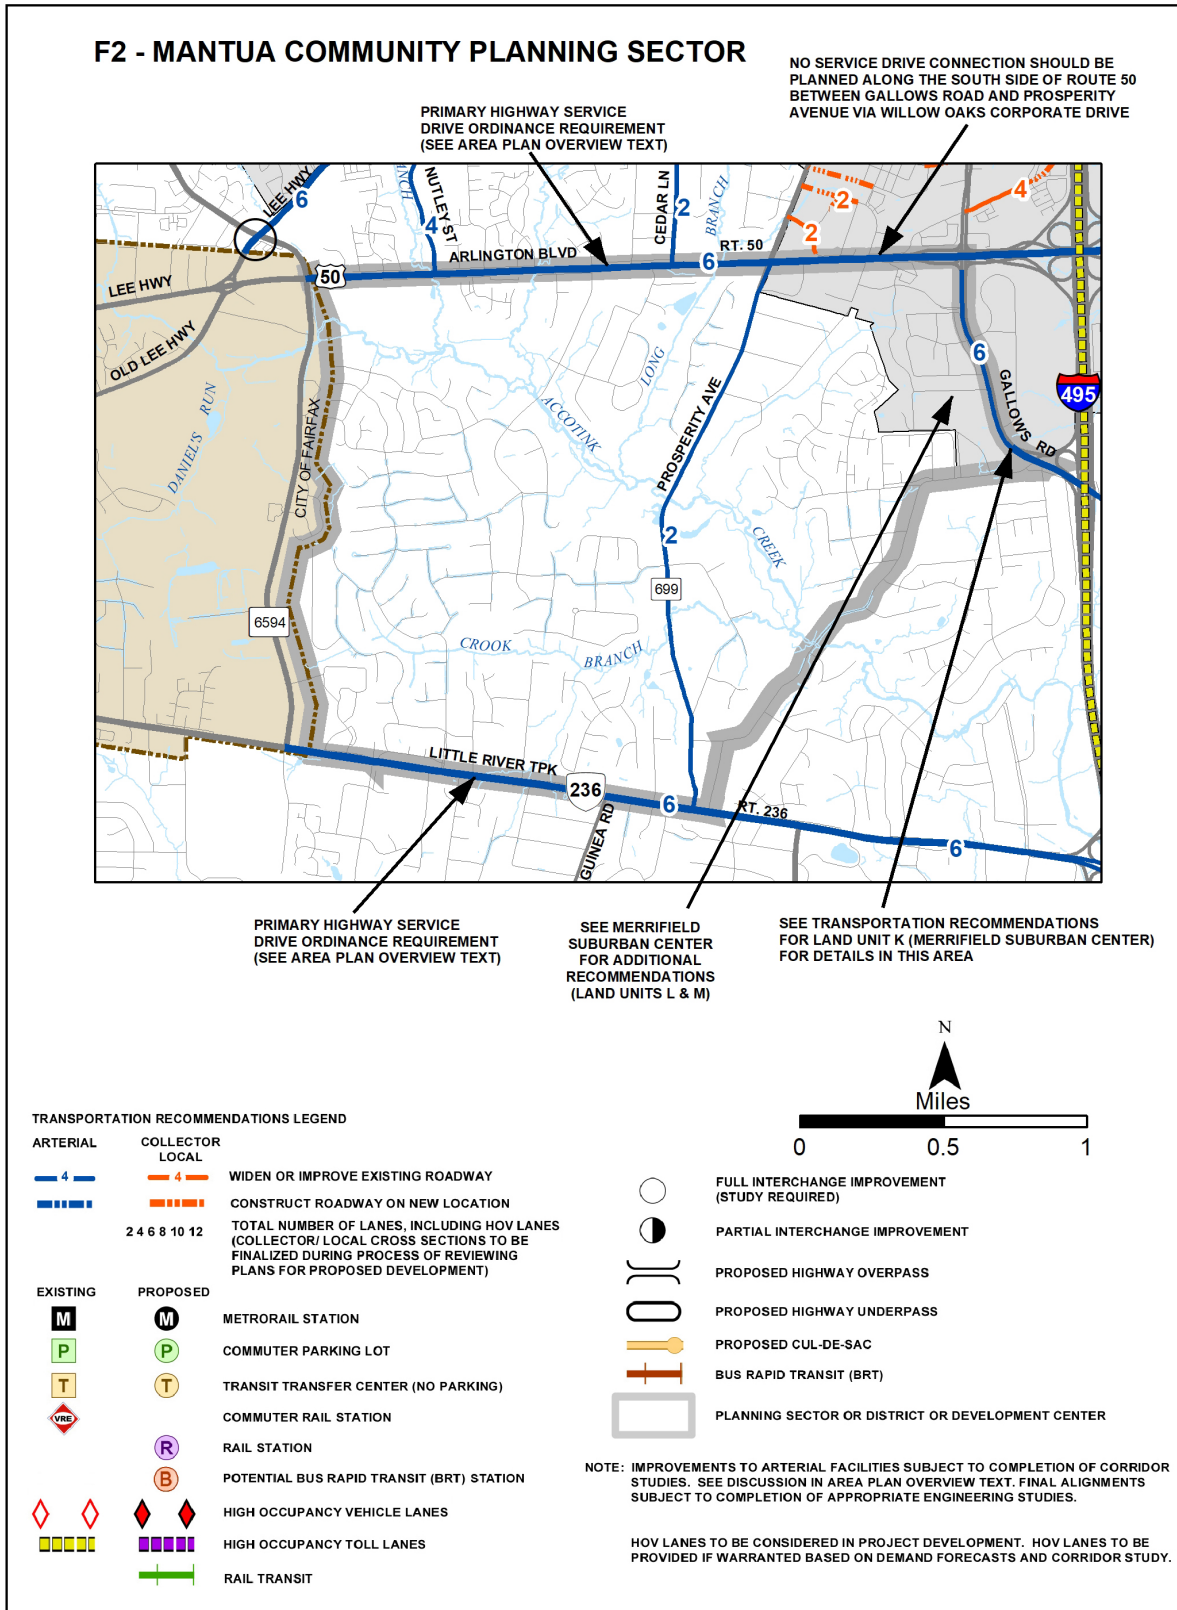 F2 - MANTUA COMMUNITY PLANNING SECTOR
NO SERVICE DRIVE CONNECTION SHOULD BE
PLANNED ALONG THE SOUTH SIDE OF ROUTE 50
BETWEEN GALLOWS ROAD AND PROSPERITY
AVENUE VIA WILLOW OAKS CORPORATE DRIVE
PRIMARY HIGHWAY SERVICE
DRIVE ORDINANCE REQUIREMENT
(SEE AREA PLAN OVERVIEW TEXT)
LEE HWY
6
NUTLEY ST
4
CEDAR LN
2
BRANCH
2
2
4
ARLINGTON BLVD
RT. 50
6
50
LEE HWY
OLD LEE HWY
DANIEL'S RUN
CITY OF FAIRFAX
ACCOTINK
LONG
PROSPERITY AVE
6
GALLOWS RD
495
2
CREEK
699
6594
CROOK
BRANCH
LITTLE RIVER TPK
236
6
RT. 236
GUINEA RD
6
PRIMARY HIGHWAY SERVICE
DRIVE ORDINANCE REQUIREMENT
(SEE AREA PLAN OVERVIEW TEXT)
SEE MERRIFIELD
SUBURBAN CENTER
FOR ADDITIONAL
RECOMMENDATIONS
(LAND UNITS L & M)
SEE TRANSPORTATION RECOMMENDATIONS
FOR LAND UNIT K (MERRIFIELD SUBURBAN CENTER)
FOR DETAILS IN THIS AREA
N
Miles
0 0.5 1
TRANSPORTATION RECOMMENDATIONS LEGEND
ARTERIAL
COLLECTOR
LOCAL
4 4 WIDEN OR IMPROVE EXISTING ROADWAY
CONSTRUCT ROADWAY ON NEW LOCATION
2 4 6 8 10 12
TOTAL NUMBER OF LANES, INCLUDING HOV LANES
(COLLECTOR/ LOCAL CROSS SECTIONS TO BE
FINALIZED DURING PROCESS OF REVIEWING
PLANS FOR PROPOSED DEVELOPMENT)
EXISTING PROPOSED
M M METRORAIL STATION
P P COMMUTER PARKING LOT
T T TRANSIT TRANSFER CENTER (NO PARKING)
VRE COMMUTER RAIL STATION
R RAIL STATION
B POTENTIAL BUS RAPID TRANSIT (BRT) STATION
HIGH OCCUPANCY VEHICLE LANES
HIGH OCCUPANCY TOLL LANES
RAIL TRANSIT
FULL INTERCHANGE IMPROVEMENT
(STUDY REQUIRED)
PARTIAL INTERCHANGE IMPROVEMENT
PROPOSED HIGHWAY OVERPASS
PROPOSED HIGHWAY UNDERPASS
PROPOSED CUL-DE-SAC
BUS RAPID TRANSIT (BRT)
PLANNING SECTOR OR DISTRICT OR DEVELOPMENT CENTER
NOTE: IMPROVEMENTS TO ARTERIAL FACILITIES SUBJECT TO COMPLETION OF CORRIDOR
STUDIES. SEE DISCUSSION IN AREA PLAN OVERVIEW TEXT. FINAL ALIGNMENTS
SUBJECT TO COMPLETION OF APPROPRIATE ENGINEERING STUDIES.
HOV LANES TO BE CONSIDERED IN PROJECT DEVELOPMENT. HOV LANES TO BE
PROVIDED IF WARRANTED BASED ON DEMAND FORECASTS AND CORRIDOR STUDY.